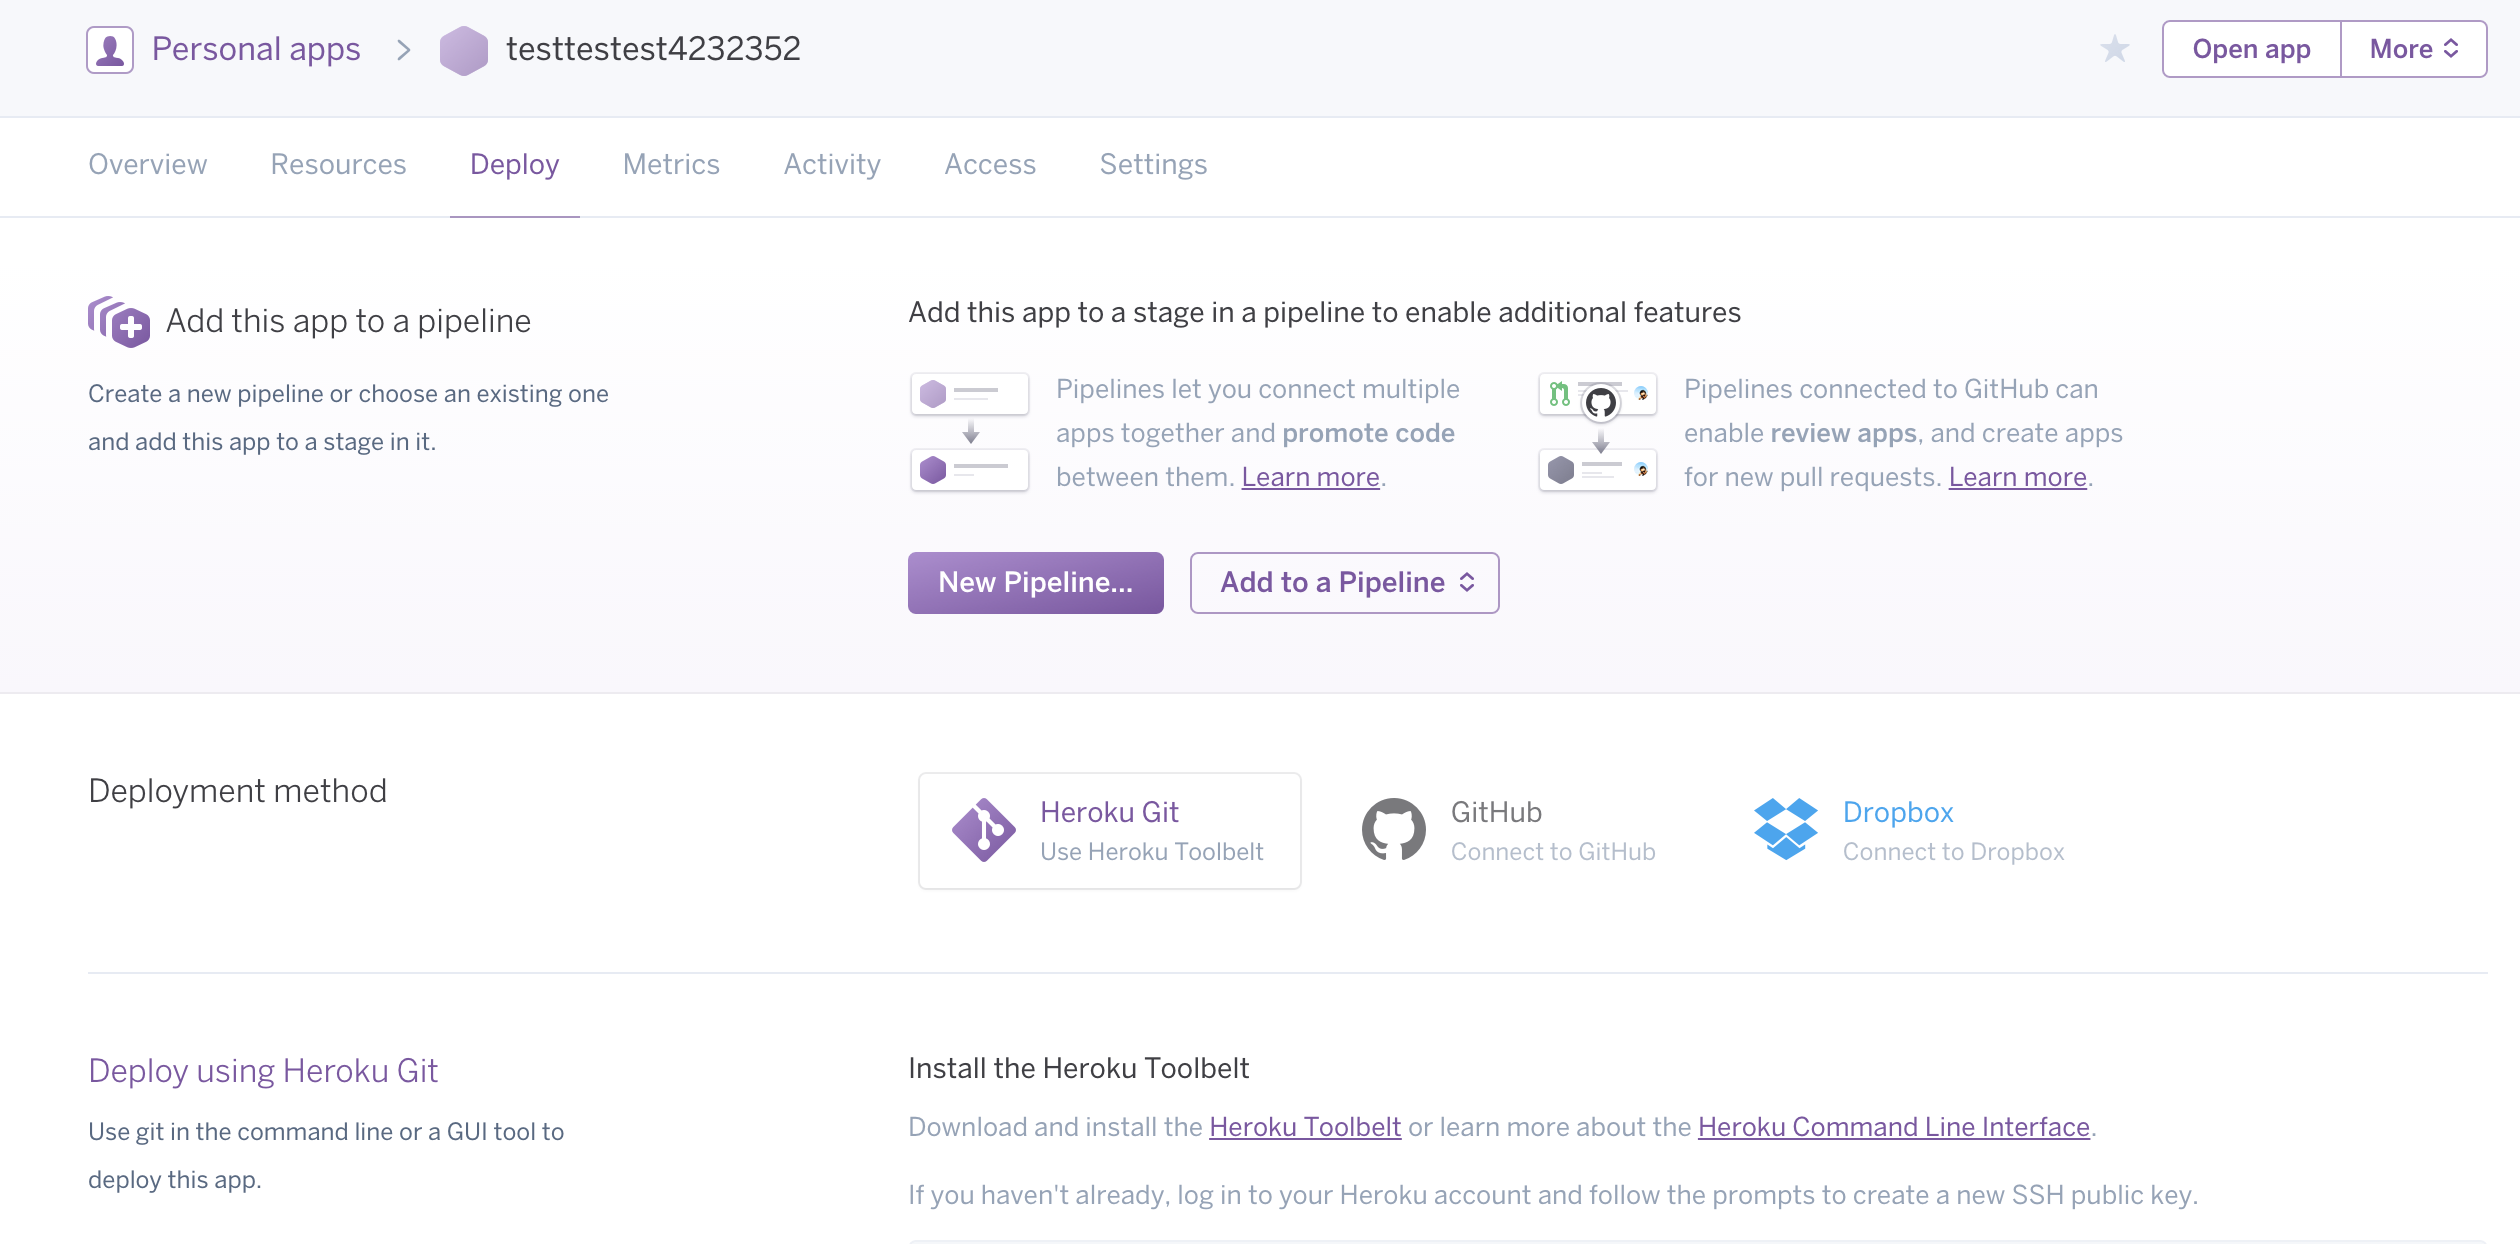 Personal apps
testtestest4232352
Open app
More
Overview
Resources
Deploy
Metrics
Activity
Access
Settings
Add this app to a pipeline
Create a new pipeline or choose an existing one
and add this app to a stage in it.
Add this app to a stage in a pipeline to enable additional features
Pipelines let you connect multiple
apps together and promote code
between them. Learn more.
Pipelines connected to GitHub can
enable review apps, and create apps
for new pull requests. Learn more.
New Pipeline...
Add to a Pipeline
Deployment method
Heroku Git
Use Heroku Toolbelt
GitHub
Connect to GitHub
Dropbox
Connect to Dropbox
Deploy using Heroku Git
Use git in the command line or a GUI tool to
deploy this app.
Install the Heroku Toolbelt
Download and install the Heroku Toolbelt or learn more about the Heroku Command Line Interface.
If you haven't already, log in to your Heroku account and follow the prompts to create a new SSH public key.